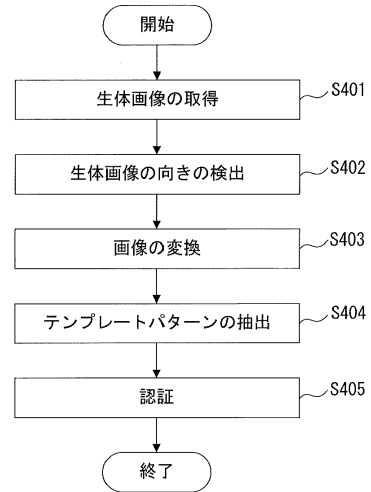 開始
生体画像の取得 S401
生体画像の向きの検出 S402
画像の変換 S403
テンプレートパターンの抽出 S404
認証 S405
終了